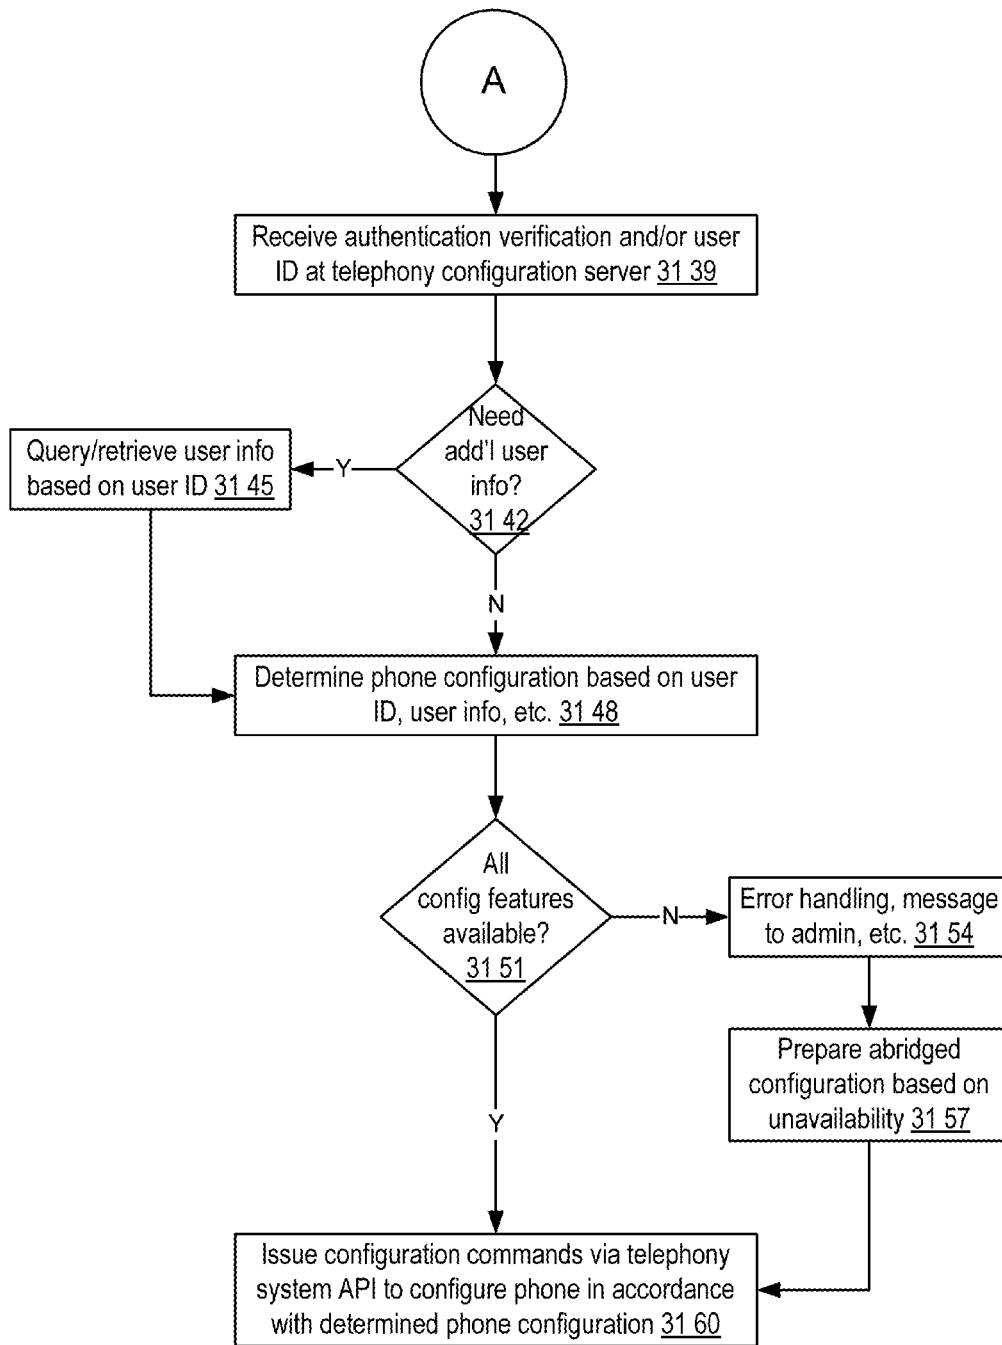 A
Receive authentication verification and/or user
ID at telephony configuration server 31 39
Need
add'l user
info?
31 42
Y
Query/retrieve user info
based on user ID 31 45
N
Determine phone configuration based on user
ID, user info, etc. 31 48
All
config features
available?
31 51
N
Error handling, message
to admin, etc. 31 54
Prepare abridged
configuration based on
unavailability 31 57
Y
Issue configuration commands via telephony
system API to configure phone in accordance
with determined phone configuration 31 60